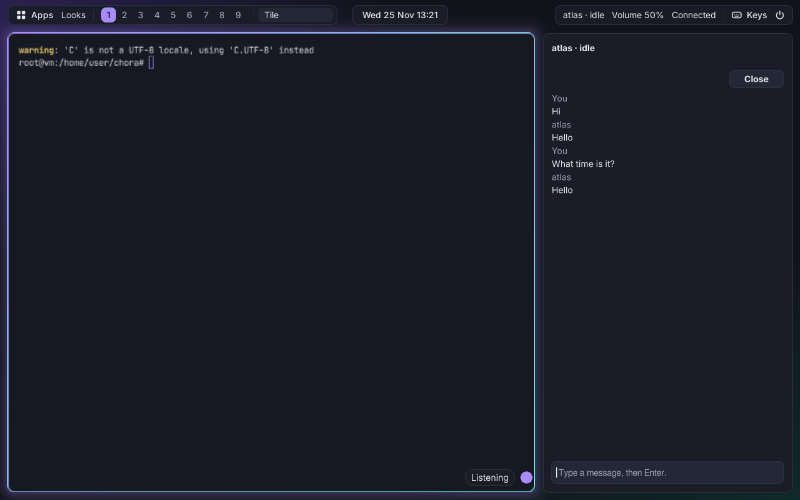 Apps Looks 1 2 3 4 5 6 7 8 9 Tile Wed 25 Nov 13:21 atlas · idle Volume 50% Connected Keys
warning: 'C' is not a UTF-8 locale, using 'C.UTF-8' instead
root@vm:/home/user/chora#
Listening
atlas · idle
Close
You
Hi
atlas
Hello
You
What time is it?
atlas
Hello
Type a message, then Enter.